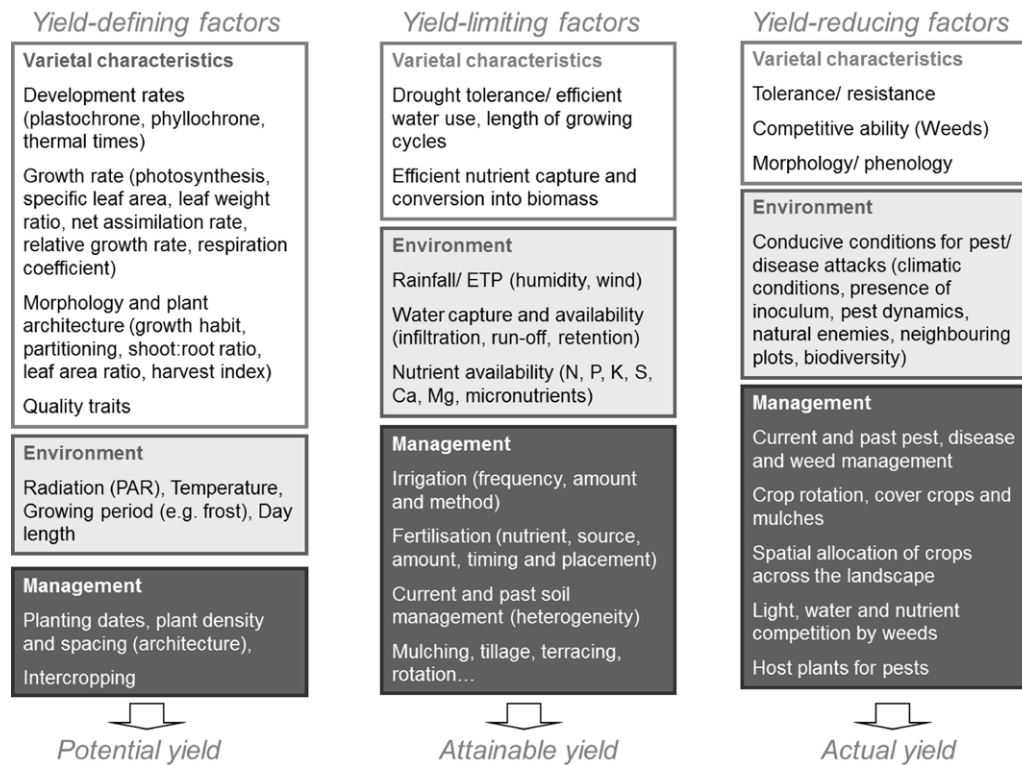 Yield-defining factors
Varietal characteristics
Development rates
(plastochrone, phyllochrone,
thermal times)
Growth rate (photosynthesis,
specific leaf area, leaf weight
ratio, net assimilation rate,
relative growth rate, respiration
coefficient)
Morphology and plant
architecture (growth habit,
partitioning, shoot:root ratio,
leaf area ratio, harvest index)
Quality traits
Environment
Radiation (PAR), Temperature,
Growing period (e.g. frost), Day
length
Management
Planting dates, plant density
and spacing (architecture),
Intercropping
Potential yield
Yield-limiting factors
Varietal characteristics
Drought tolerance/ efficient
water use, length of growing
cycles
Efficient nutrient capture and
conversion into biomass
Environment
Rainfall/ ETP (humidity, wind)
Water capture and availability
(infiltration, run-off, retention)
Nutrient availability (N, P, K, S,
Ca, Mg, micronutrients)
Management
Irrigation (frequency, amount
and method)
Fertilisation (nutrient, source,
amount, timing and placement)
Current and past soil
management (heterogeneity)
Mulching, tillage, terracing,
rotation…
Attainable yield
Yield-reducing factors
Varietal characteristics
Tolerance/ resistance
Competitive ability (Weeds)
Morphology/ phenology
Environment
Conducive conditions for pest/
disease attacks (climatic
conditions, presence of
inoculum, pest dynamics,
natural enemies, neighbouring
plots, biodiversity)
Management
Current and past pest, disease
and weed management
Crop rotation, cover crops and
mulches
Spatial allocation of crops
across the landscape
Light, water and nutrient
competition by weeds
Host plants for pests
Actual yield